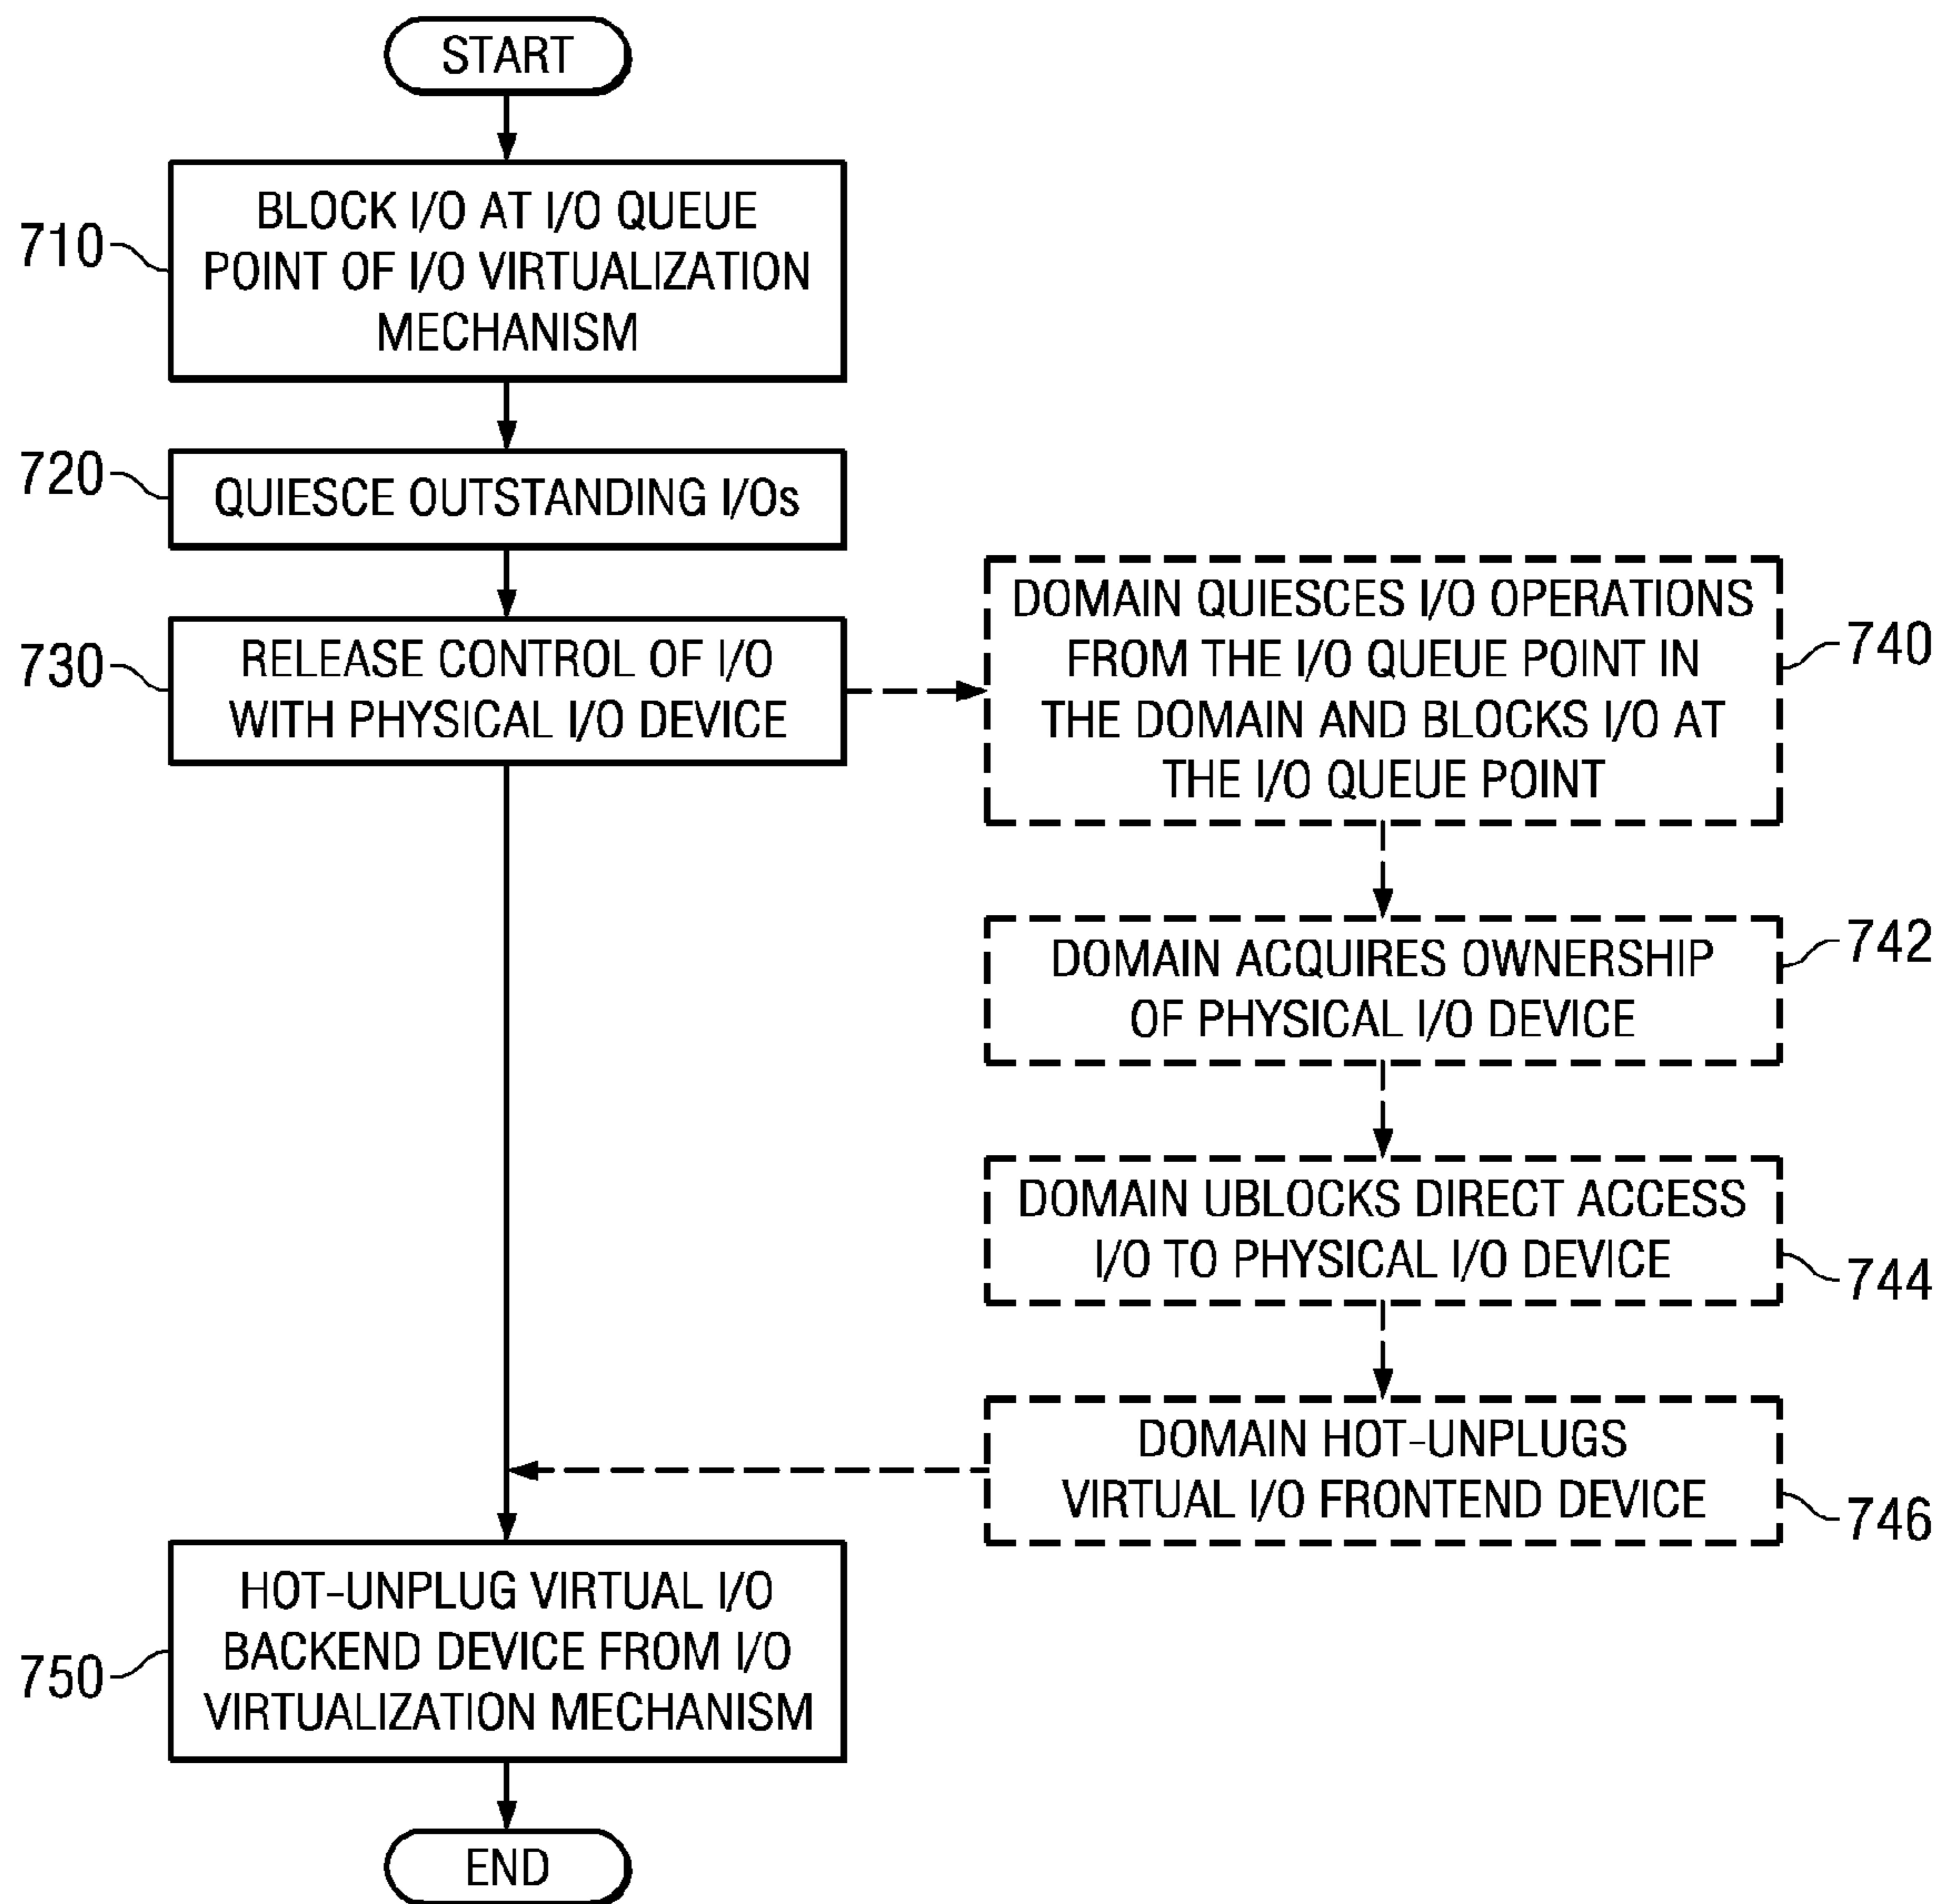 START
710
BLOCK I/O AT I/O QUEUE
POINT OF I/O VIRTUALIZATION
MECHANISM
720
QUIESCE OUTSTANDING I/Os
730
RELEASE CONTROL OF I/O
WITH PHYSICAL I/O DEVICE
DOMAIN QUIESCES I/O OPERATIONS
FROM THE I/O QUEUE POINT IN
THE DOMAIN AND BLOCKS I/O AT
THE I/O QUEUE POINT
740
DOMAIN ACQUIRES OWNERSHIP
OF PHYSICAL I/O DEVICE
742
DOMAIN UBLOCKS DIRECT ACCESS
I/O TO PHYSICAL I/O DEVICE
744
DOMAIN HOT-UNPLUGS
VIRTUAL I/O FRONTEND DEVICE
746
750
HOT-UNPLUG VIRTUAL I/O
BACKEND DEVICE FROM I/O
VIRTUALIZATION MECHANISM
END